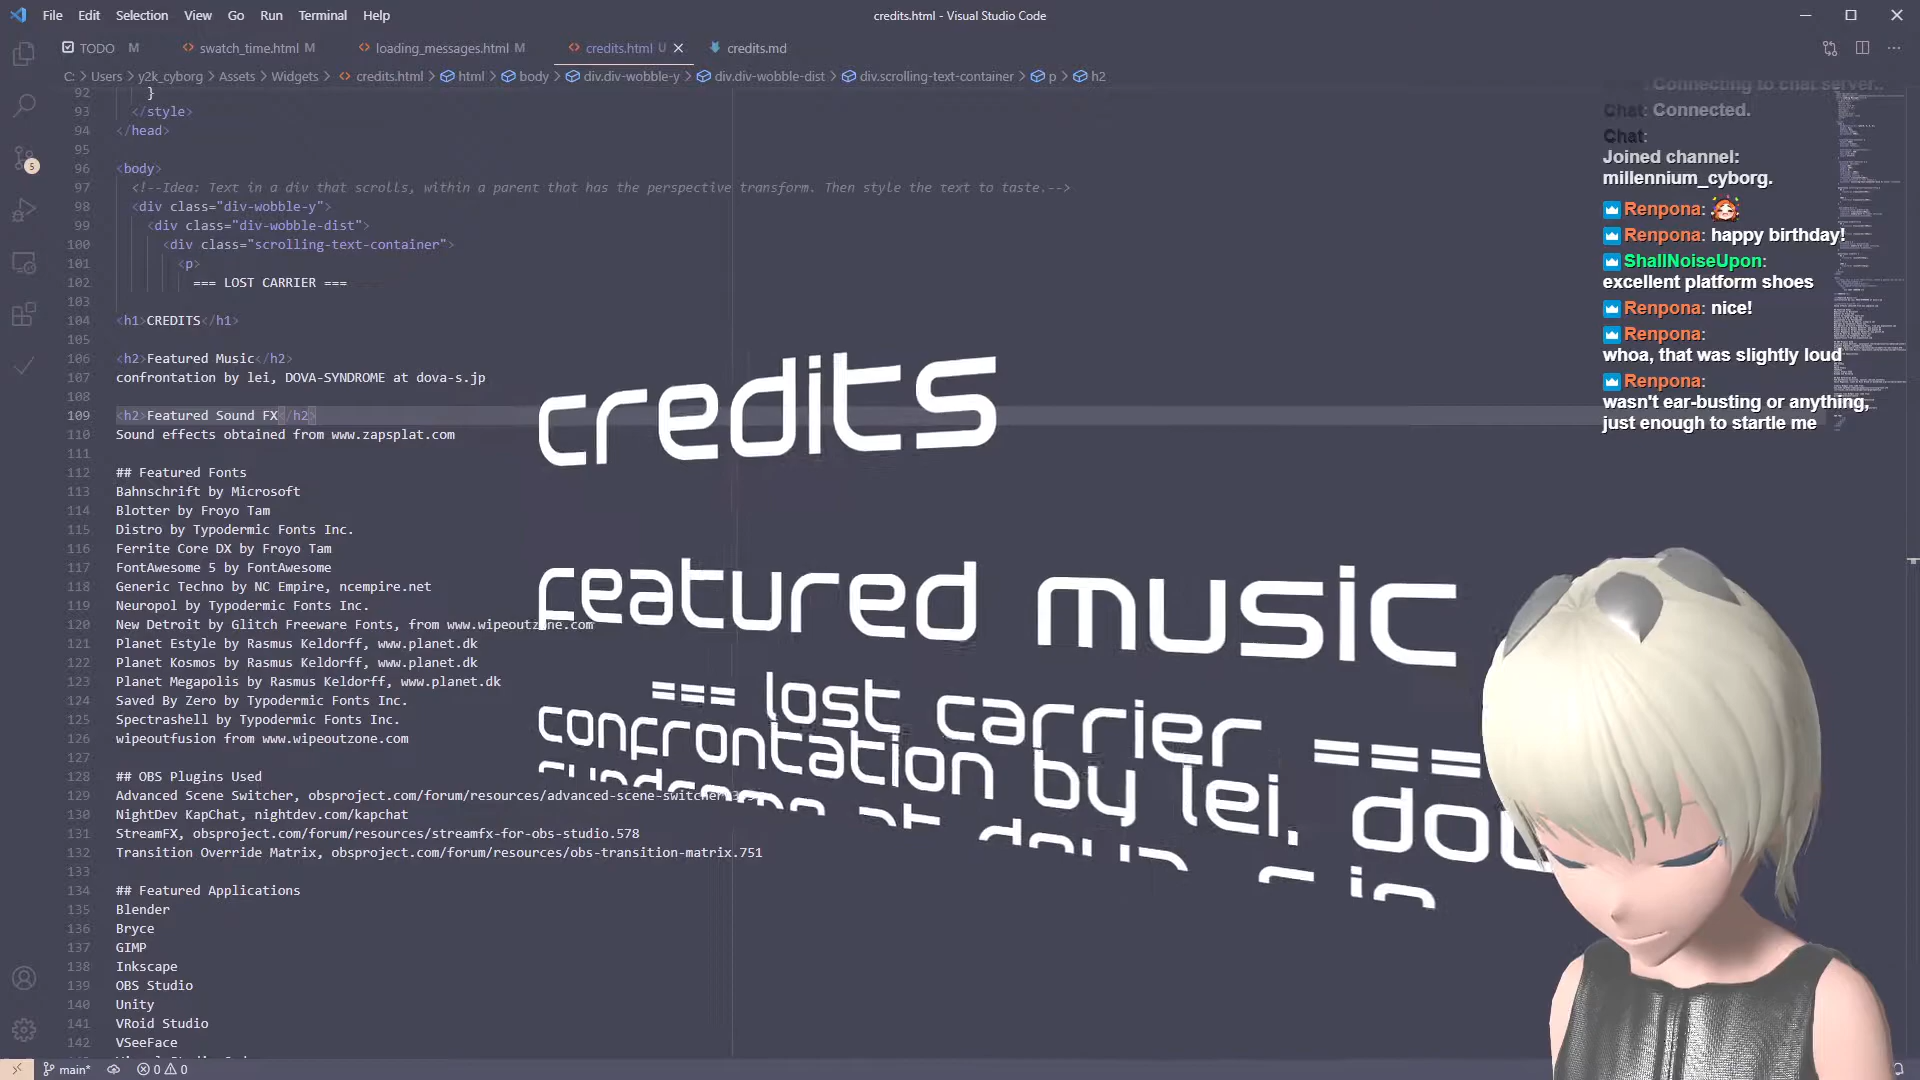 File Edit Selection View Go Run Terminal Help
credits.html - Visual Studio Code
TODO M
swatch_time.html M
loading_messages.html M
credits.html U
credits.md
C: > Users > y2k_cyborg > Assets > Widgets > credits.html > html > body > div.div-wobble-y > div.div-wobble-dist > div.scrolling-text-container > p > h2
92 }
93 </style>
94 </head>
95
96 <body>
97 <!--Idea: Text in a div that scrolls, within a parent that has the perspective transform. Then style the text to taste.-->
98 <div class="div-wobble-y">
99 <div class="div-wobble-dist">
100 <div class="scrolling-text-container">
101 <p>
102 === LOST CARRIER ===
103
104 <h1>CREDITS</h1>
105
106 <h2>Featured Music</h2>
107 confrontation by lei, DOVA-SYNDROME at dova-s.jp
108
109 <h2>Featured Sound FX</h2>
110 Sound effects obtained from www.zapsplat.com
111
112 ## Featured Fonts
113 Bahnschrift by Microsoft
114 Blotter by Froyo Tam
115 Distro by Typodermic Fonts Inc.
116 Ferrite Core DX by Froyo Tam
117 FontAwesome 5 by FontAwesome
118 Generic Techno by NC Empire, ncempire.net
119 Neuropol by Typodermic Fonts Inc.
120 New Detroit by Glitch Freeware Fonts, from www.wipeoutzone.com
121 Planet Estyle by Rasmus Keldorff, www.planet.dk
122 Planet Kosmos by Rasmus Keldorff, www.planet.dk
123 Planet Megapolis by Rasmus Keldorff, www.planet.dk
124 Saved By Zero by Typodermic Fonts Inc.
125 Spectrashell by Typodermic Fonts Inc.
126 wipeoutfusion from www.wipeoutzone.com
127
128 ## OBS Plugins Used
129 Advanced Scene Switcher, obsproject.com/forum/resources/advanced-scene-switcher
130 NightDev KapChat, nightdev.com/kapchat
131 StreamFX, obsproject.com/forum/resources/streamfx-for-obs-studio.578
132 Transition Override Matrix, obsproject.com/forum/resources/obs-transition-matrix.751
133
134 ## Featured Applications
135 Blender
136 Bryce
137 GIMP
138 Inkscape
139 OBS Studio
140 Unity
141 VRoid Studio
142 VSeeFace
credits
featured music
=== lost carrier ===
confrontation by lei, dov
Connecting to chat server..
Chat: Connected.
Chat:
Joined channel:
millennium_cyborg.
Renpona:
Renpona: happy birthday!
ShallNoiseUpon:
excellent platform shoes
Renpona: nice!
Renpona:
whoa, that was slightly loud
Renpona:
wasn't ear-busting or anything,
just enough to startle me
5
main* 0 0